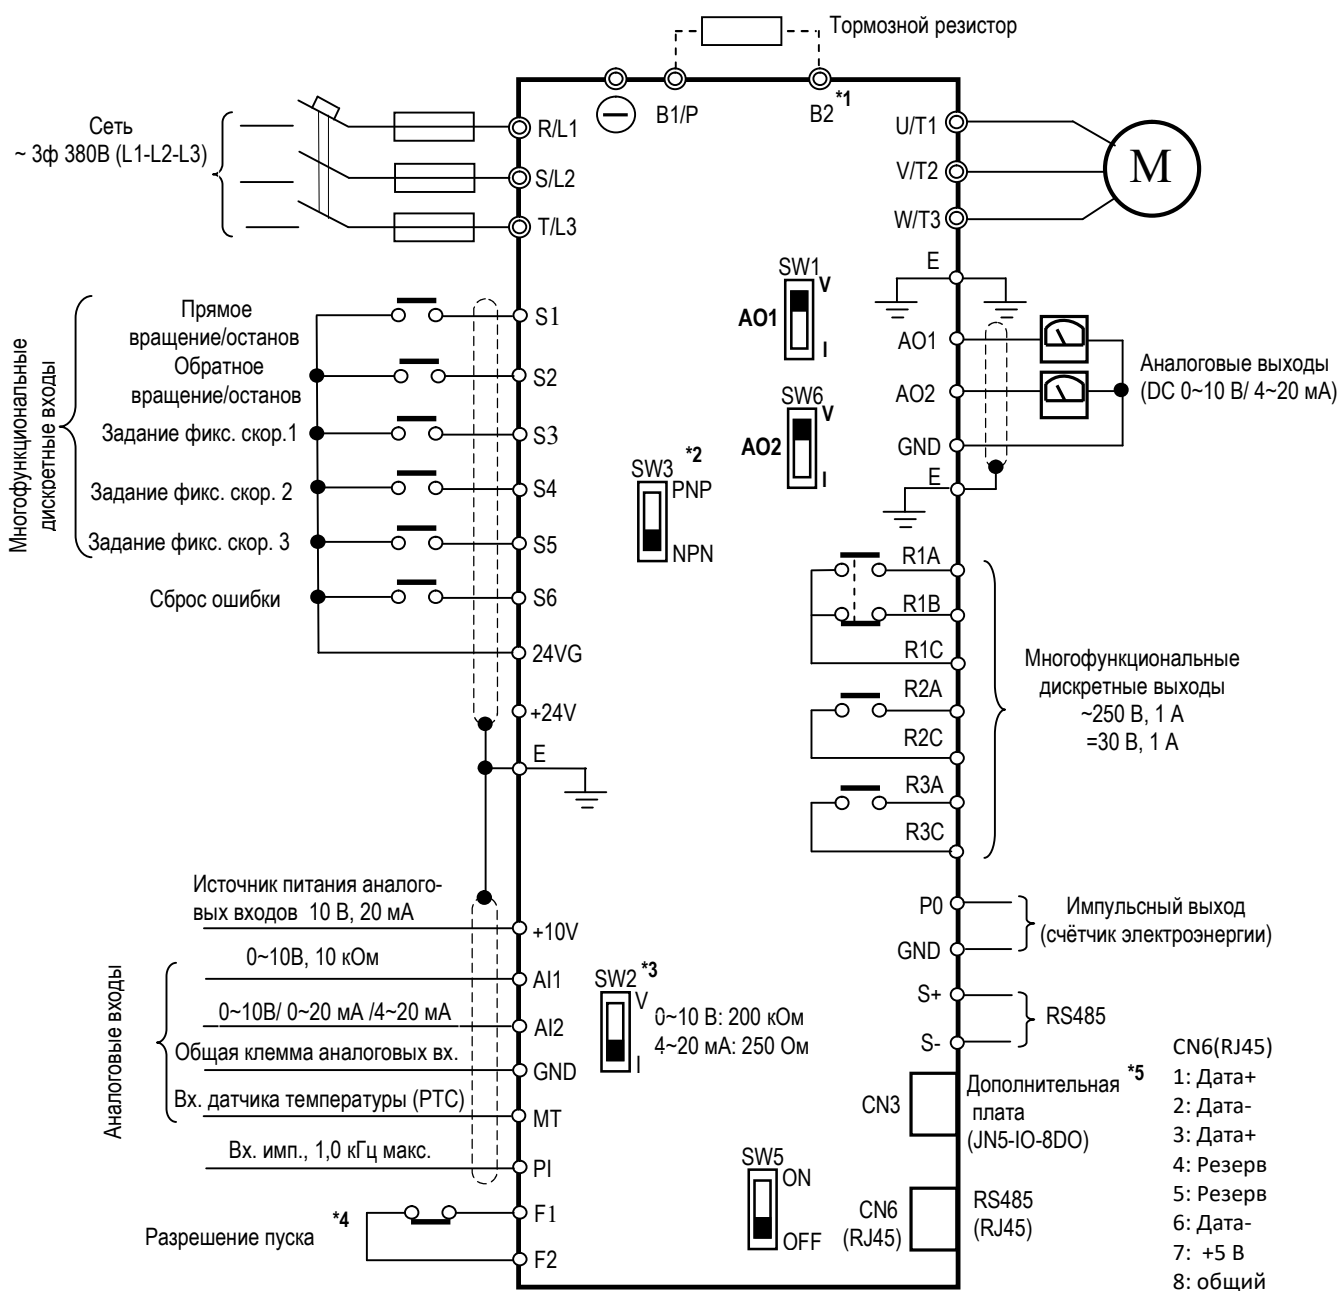 Тормозной резистор
B1/P
B2
*1
Сеть
~ 3ф 380В (L1-L2-L3)
R/L1
S/L2
T/L3
U/T1
V/T2
W/T3
M
E
Многофункциональные
дискретные входы
Прямое
вращение/останов
Обратное
вращение/останов
Задание фикс. скор.1
Задание фикс. скор. 2
Задание фикс. скор. 3
Сброс ошибки
S1
S2
S3
S4
S5
S6
24VG
+24V
E
SW1
V
AO1
I
SW6
V
AO2
I
SW3
*2
PNP
NPN
AO1
AO2
GND
E
Аналоговые выходы
(DC 0~10 В/ 4~20 мА)
R1A
R1B
R1C
R2A
R2C
R3A
R3C
Многофункциональные
дискретные выходы
~250 В, 1 А
=30 В, 1 А
Источник питания аналого-
вых входов 10 В, 20 мА
0~10В, 10 кОм
0~10В/ 0~20 мА /4~20 мА
Общая клемма аналоговых вх.
Вх. датчика температуры (PTC)
Вх. имп., 1,0 кГц макс.
Аналоговые входы
+10V
AI1
AI2
GND
MT
PI
F1
F2
*4
Разрешение пуска
SW2
*3
V
I
0~10 В: 200 кОм
4~20 мА: 250 Ом
P0
GND
Импульсный выход
(счётчик электроэнергии)
S+
S-
RS485
CN3
Дополнительная
плата
(JN5-IO-8DO)
*5
SW5
ON
OFF
CN6
(RJ45)
RS485
(RJ45)
CN6(RJ45)
1: Дата+
2: Дата-
3: Дата+
4: Резерв
5: Резерв
6: Дата-
7: +5 В
8: общий